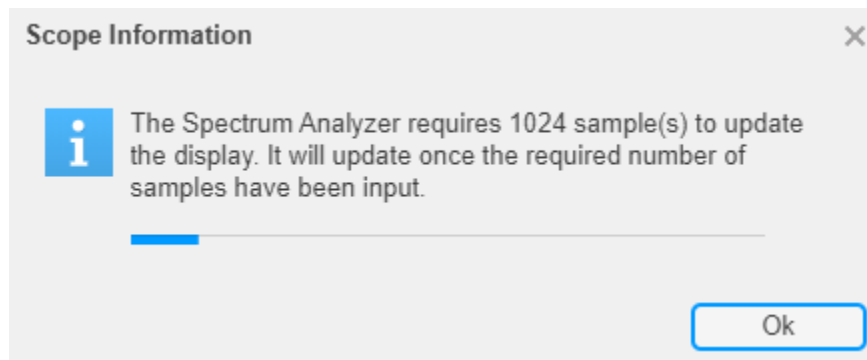 Scope Information
The Spectrum Analyzer requires 1024 sample(s) to update
the display. It will update once the required number of
samples have been input.
Ok